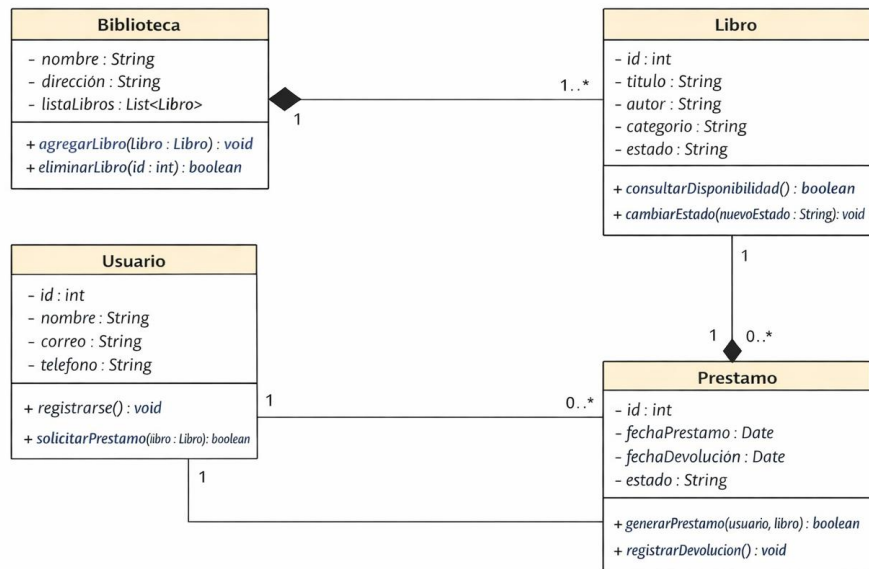 Biblioteca
- nombre : String
- dirección : String
- listaLibros : List<Libro>
+ agregarLibro(Libro : Libro) : void
+ eliminarLibro(id : int) : boolean
1
1..*
Libro
- id : int
- titulo : String
- autor : String
- categorio : String
- estado : String
+ consultarDisponibilidad() : boolean
+ cambiarEstado(nuevoEstado : String): void
1
1
0..*
Usuario
- id : int
- nombre : String
- correo : String
- telefono : String
+ registrarse() : void
+ solicitarPrestamo(iibro : Libro): boolean
1
0..*
1
Prestamo
- id : int
- fechaPrestamo : Date
- fechaDevolución : Date
- estado : String
+ generarPrestamo(usuario, libro) : boolean
+ registrarDevolucion() : void